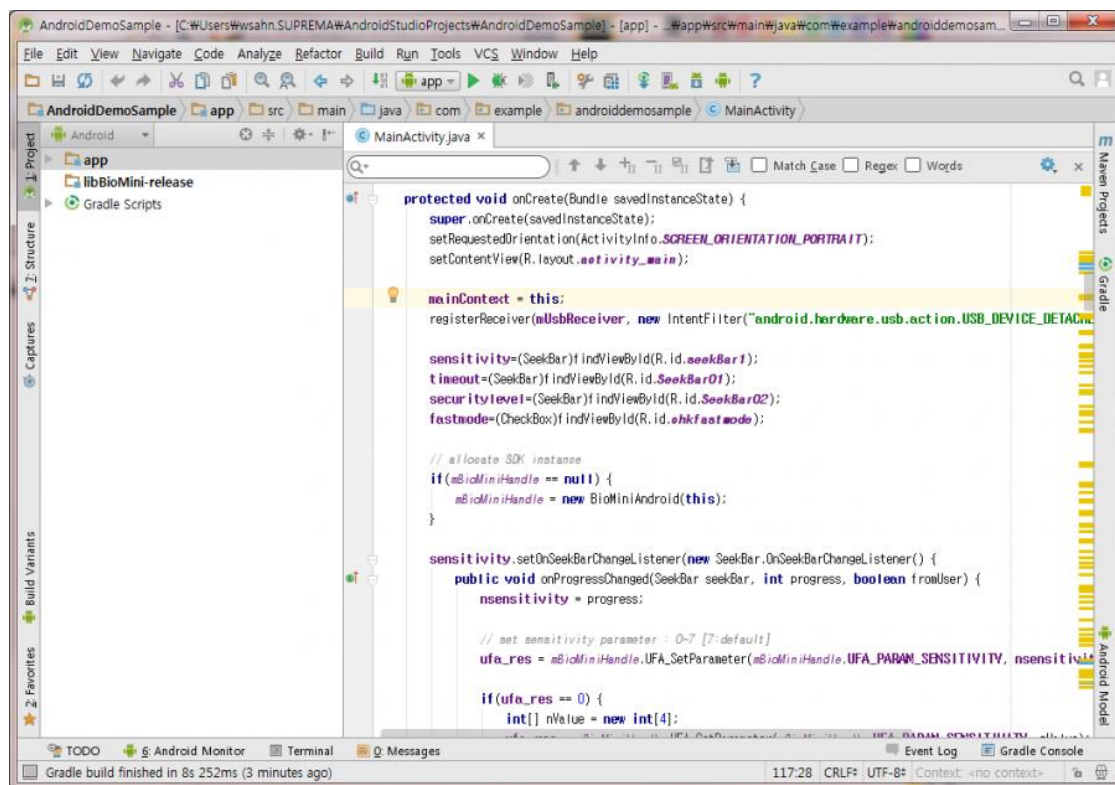 AndroidDemoSample - [C:₩Users₩wsahn.SUPREMA₩AndroidStudioProjects₩AndroidDemoSample] - [app] - ...₩app₩src₩main₩java₩com₩example₩androiddemosam...
File Edit View Navigate Code Analyze Refactor Build Run Tools VCS Window Help
app
AndroidDemoSample app src main java com example androiddemosample MainActivity
Android
MainActivity.java
1: Project
app
libBioMini-release
Gradle Scripts
Match Case Regex Words
Maven Projects
Gradle
Android Model
2: Structure
Captures
Build Variants
2: Favorites
protected void onCreate(Bundle savedInstanceState) {
super.onCreate(savedInstanceState);
setRequestedOrientation(ActivityInfo.SCREEN_ORIENTATION_PORTRAIT);
setContentView(R.layout.activity_main);
mainContext = this;
registerReceiver(mUsbReceiver, new IntentFilter("android.hardware.usb.action.USB_DEVICE_DETACHE
sensitivity=(SeekBar)findViewById(R.id.seekBar1);
timeout=(SeekBar)findViewById(R.id.SeekBar01);
securitylevel=(SeekBar)findViewById(R.id.SeekBar02);
fastmode=(CheckBox)findViewById(R.id.chkfastmode);
// allocate SDK instance
if(mBioMiniHandle == null) {
mBioMiniHandle = new BioMiniAndroid(this);
}
sensitivity.setOnSeekBarChangeListener(new SeekBar.OnSeekBarChangeListener() {
public void onProgressChanged(SeekBar seekBar, int progress, boolean fromUser) {
nsensitivity = progress;
// set sensitivity parameter : 0~7 [7:default]
ufa_res = mBioMiniHandle.UFA_SetParameter(mBioMiniHandle.UFA_PARAM_SENSITIVITY, nsensitivit
if(ufa_res == 0) {
int[] nValue = new int[4];
TODO 6: Android Monitor Terminal 0: Messages Event Log Gradle Console
Gradle build finished in 8s 252ms (3 minutes ago) 117:28 CRLF UTF-8 Context: <no context>